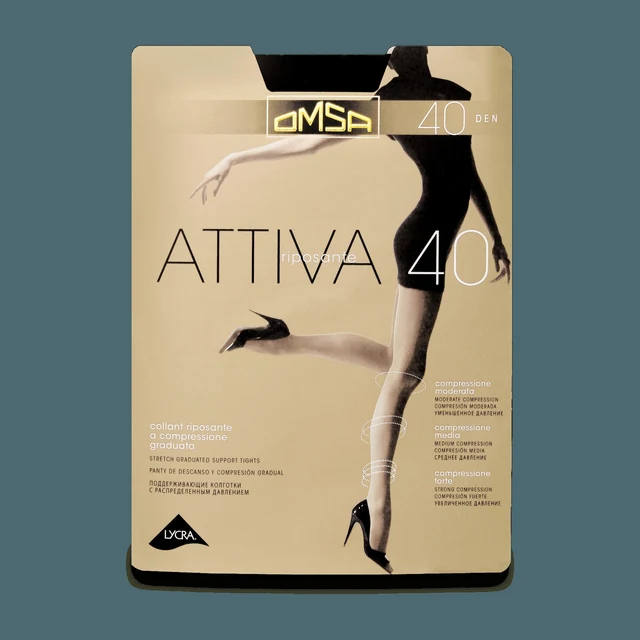 OMSA
40 DEN
ATTIVA 40
riposante
compressione
moderata
MODERATE COMPRESSION
COMPRESIÓN MODERADA
УМЕНЬШЕННОЕ ДАВЛЕНИЕ
compressione
media
MEDIUM COMPRESSION
COMPRESIÓN MEDIA
СРЕДНЕЕ ДАВЛЕНИЕ
compressione
forte
STRONG COMPRESSION
COMPRESIÓN FUERTE
УВЕЛИЧЕННОЕ ДАВЛЕНИЕ
collant riposante
a compressione
graduata
STRETCH GRADUATED SUPPORT TIGHTS
PANTY DE DESCANSO Y COMPRESIÓN GRADUAL
ПОДДЕРЖИВАЮЩИЕ КОЛГОТКИ
С РАСПРЕДЕЛЕННЫМ ДАВЛЕНИЕМ
LYCRA®